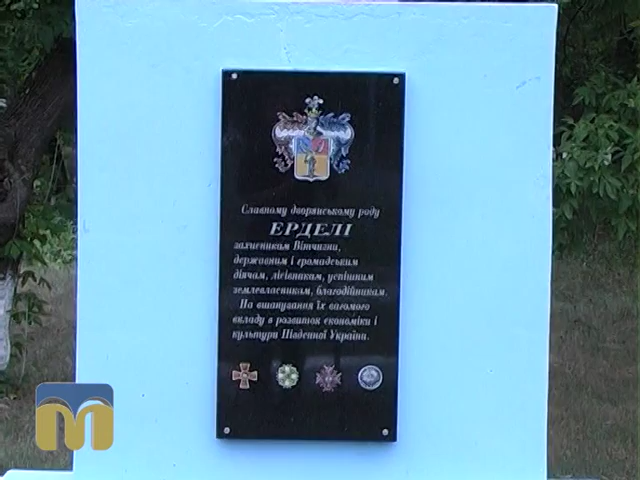 Славному дворянському роду
ЕРДЕЛІ
захисникам Вітчизни,
державним і громадським
діячам, лісівникам, успішним
землевласникам, благодійникам.
На вшанування їх вагомого
вкладу в розвиток економіки і
культури Південної України.